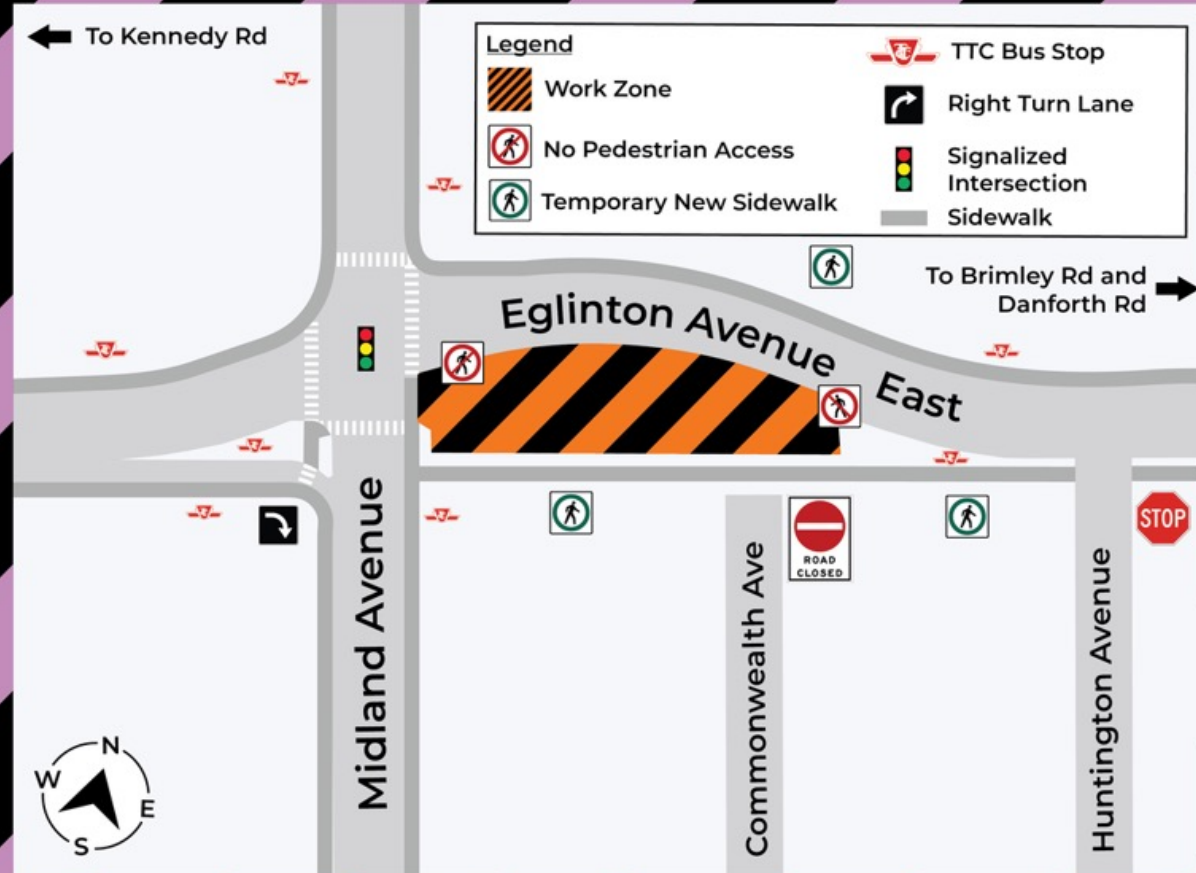 To Kennedy Rd
Legend
Work Zone
No Pedestrian Access
Temporary New Sidewalk
TTC Bus Stop
Right Turn Lane
Signalized
Intersection
Sidewalk
To Brimley Rd and
Danforth Rd
Eglinton Avenue East
Midland Avenue
ROAD
CLOSED
STOP
Commonwealth Ave
Huntington Avenue
N
W
E
S